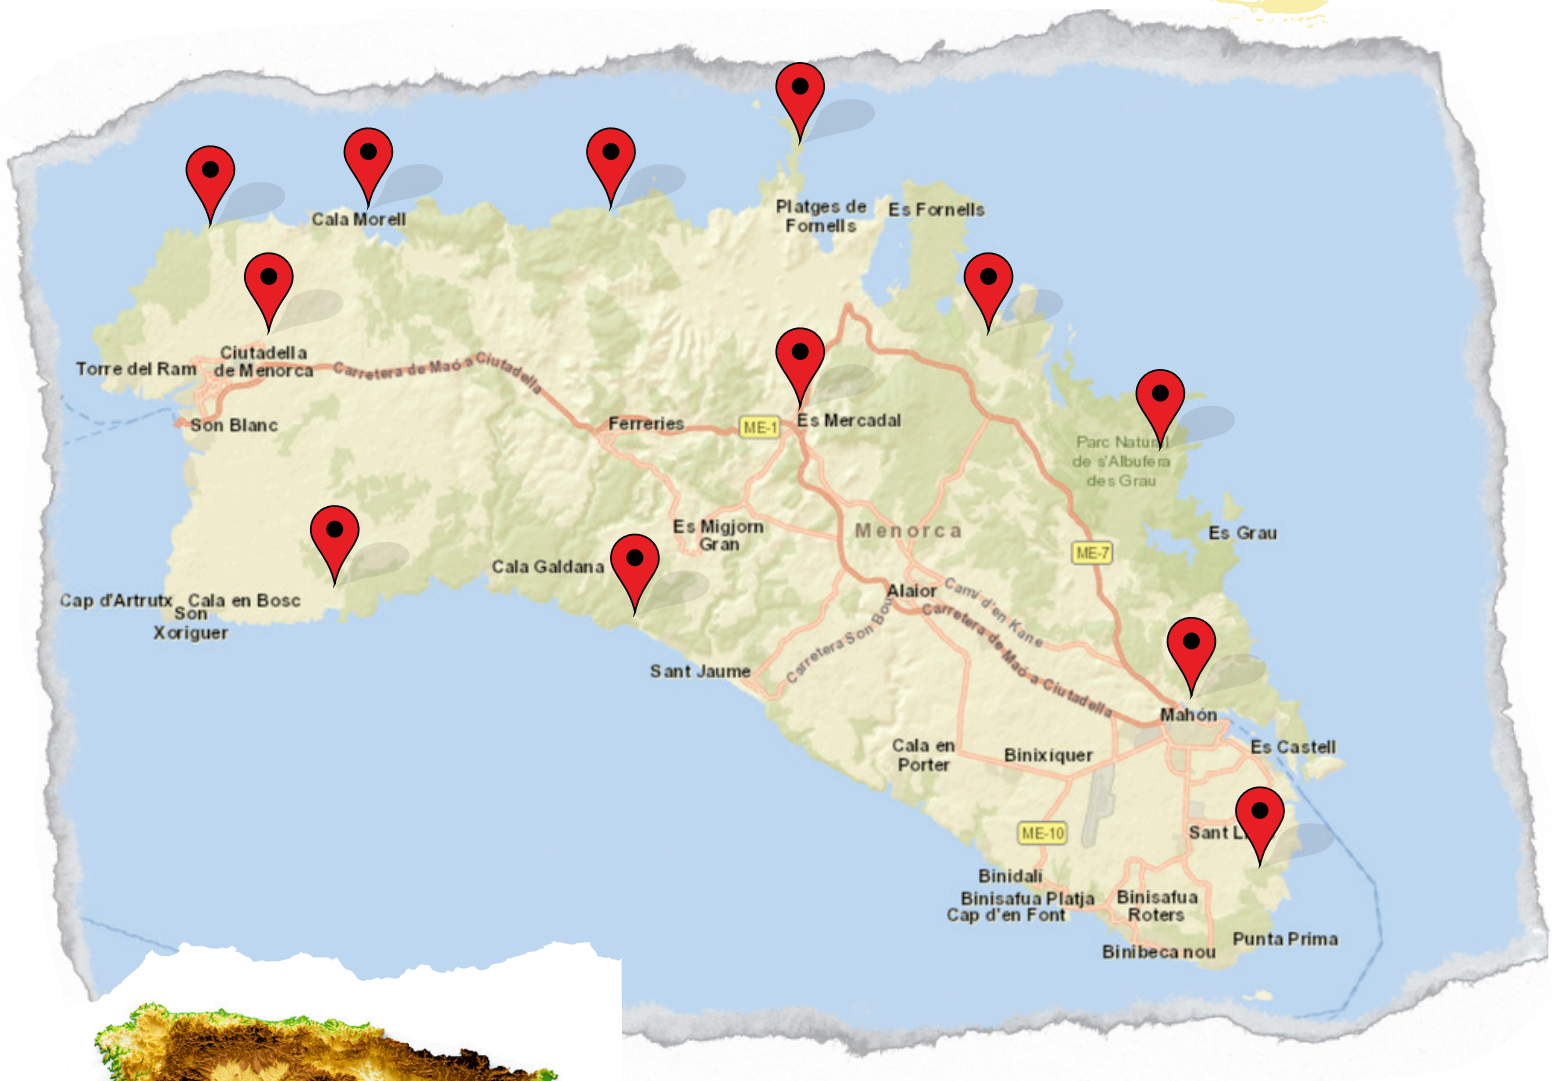 Platges de
Fornells
Es Fornells
Cala Morell
Ciutadella
de Menorca
Torre del Ram
Carretera de Maó a Ciutadella
Son Blanc
Ferreries
ME-1
Es Mercadal
Parc Natural
de s'Albufera
des Grau
Es Migjorn
Gran
Menorca
Es Grau
ME-7
Cala Galdana
Cap d'Artrutx
Cala en Bosc
Son
Xoriguer
Alaior
Camí d'en Kane
Carretera Son Bou
Carretera de Maó a Ciutadella
Sant Jaume
Mahón
Es Castell
Cala en
Porter
Binixíquer
ME-10
Sant L
Binidali
Binisafua Platja
Cap d'en Font
Binisafua
Roters
Punta Prima
Binibeca nou